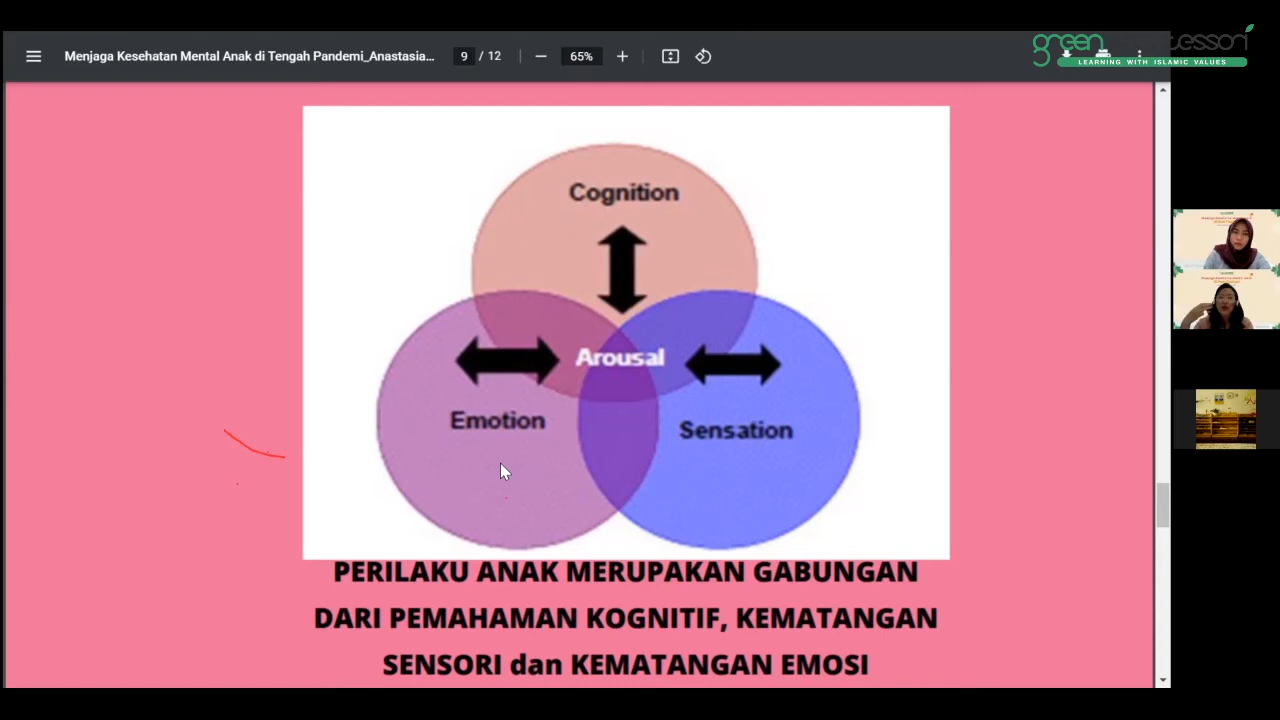 Menjaga Kesehatan Mental Anak di Tengah Pandemi_Anastasia...
9 / 12
65%
green
tessori
LEARNING WITH ISLAMIC VALUES
Cognition
Arousal
Emotion
Sensation
PERILAKU ANAK MERUPAKAN GABUNGAN
DARI PEMAHAMAN KOGNITIF, KEMATANGAN
SENSORI dan KEMATANGAN EMOSI